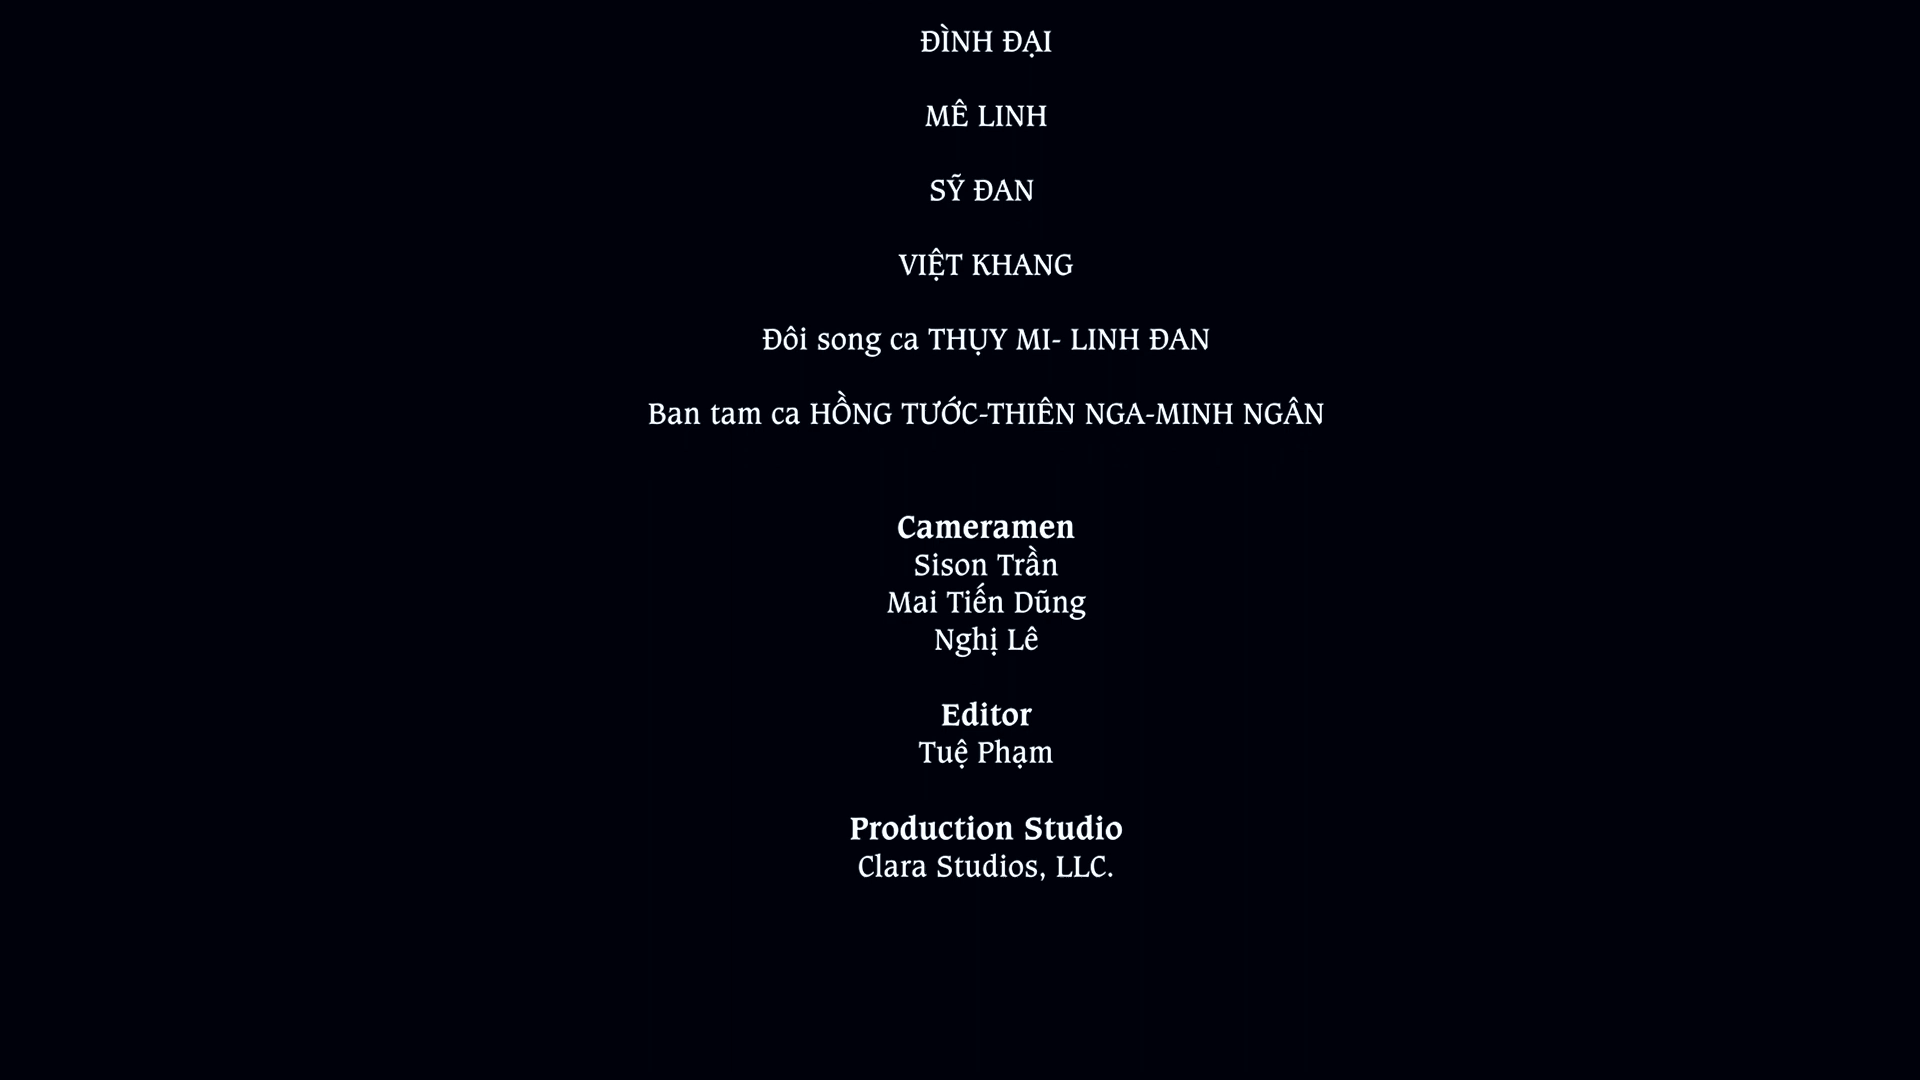 ĐÌNH ĐẠI
MÊ LINH
SỸ ĐAN
VIỆT KHANG
Đôi song ca THỤY MI- LINH ĐAN
Ban tam ca HỒNG TƯỚC-THIÊN NGA-MINH NGÂN
Cameramen
Sison Trần
Mai Tiến Dũng
Nghị Lê
Editor
Tuệ Phạm
Production Studio
Clara Studios, LLC.